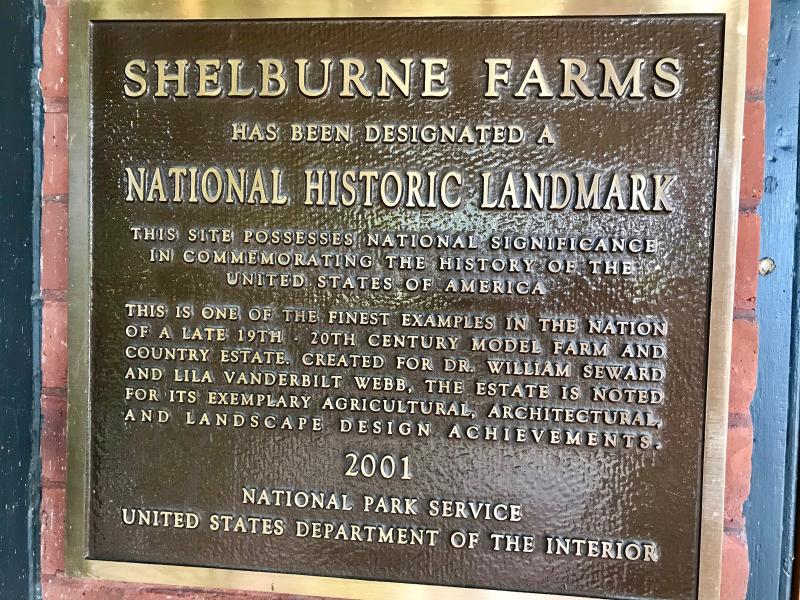 SHELBURNE FARMS
HAS BEEN DESIGNATED A
NATIONAL HISTORIC LANDMARK
THIS SITE POSSESSES NATIONAL SIGNIFICANCE
IN COMMEMORATING THE HISTORY OF THE
UNITED STATES OF AMERICA
THIS IS ONE OF THE FINEST EXAMPLES IN THE NATION
OF A LATE 19TH - 20TH CENTURY MODEL FARM AND
COUNTRY ESTATE. CREATED FOR DR. WILLIAM SEWARD
AND LILA VANDERBILT WEBB, THE ESTATE IS NOTED
FOR ITS EXEMPLARY AGRICULTURAL, ARCHITECTURAL,
AND LANDSCAPE DESIGN ACHIEVEMENTS.
2001
NATIONAL PARK SERVICE
UNITED STATES DEPARTMENT OF THE INTERIOR